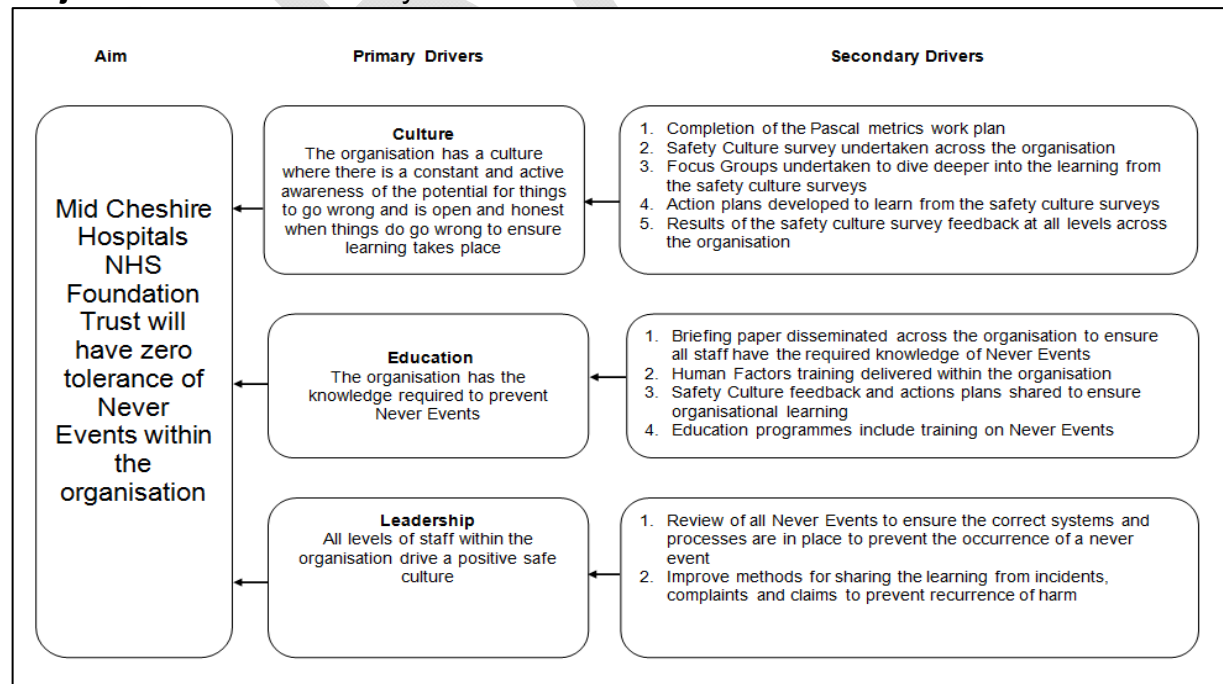 Aim
Primary Drivers
Secondary Drivers
Mid Cheshire
Hospitals
NHS
Foundation
Trust will
have zero
tolerance of
Never
Events within
the
organisation
Culture
The organisation has a culture
where there is a constant and active
awareness of the potential for things
to go wrong and is open and honest
when things do go wrong to ensure
learning takes place
1. Completion of the Pascal metrics work plan
2. Safety Culture survey undertaken across the organisation
3. Focus Groups undertaken to dive deeper into the learning from
the safety culture surveys
4. Action plans developed to learn from the safety culture surveys
5. Results of the safety culture survey feedback at all levels across
the organisation
Education
The organisation has the
knowledge required to prevent
Never Events
1. Briefing paper disseminated across the organisation to ensure
all staff have the required knowledge of Never Events
2. Human Factors training delivered within the organisation
3. Safety Culture feedback and actions plans shared to ensure
organisational learning
4. Education programmes include training on Never Events
Leadership
All levels of staff within the
organisation drive a positive safe
culture
1. Review of all Never Events to ensure the correct systems and
processes are in place to prevent the occurrence of a never
event
2. Improve methods for sharing the learning from incidents,
complaints and claims to prevent recurrence of harm